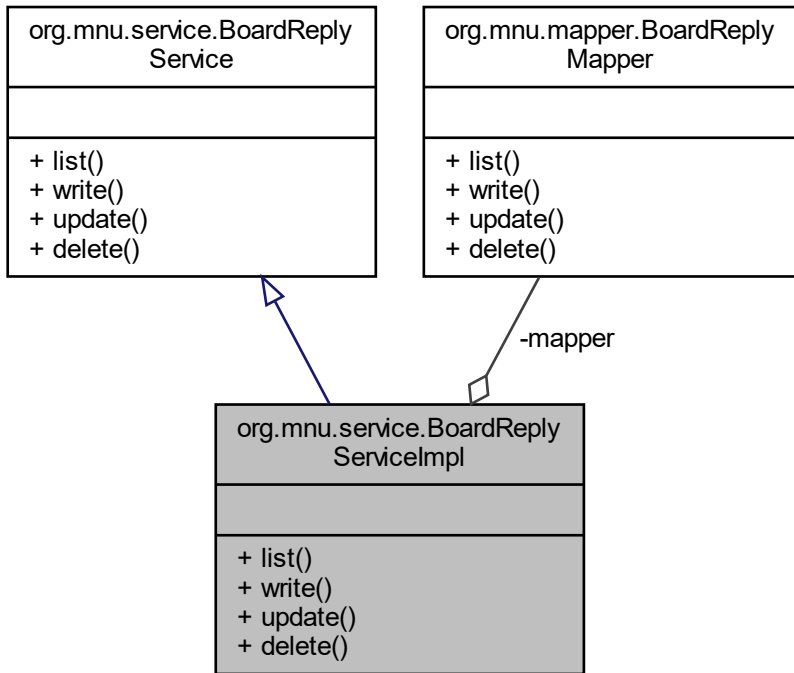 org.mnu.service.BoardReply
Service
+ list()
+ write()
+ update()
+ delete()
org.mnu.mapper.BoardReply
Mapper
+ list()
+ write()
+ update()
+ delete()
-mapper
org.mnu.service.BoardReply
ServiceImpl
+ list()
+ write()
+ update()
+ delete()